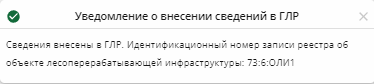 Уведомление о внесении сведений в ГЛР
Сведения внесены в ГЛР. Идентификационный номер записи реестра об
объекте лесоперерабатывающей инфраструктуры: 73:6:ОЛИ1